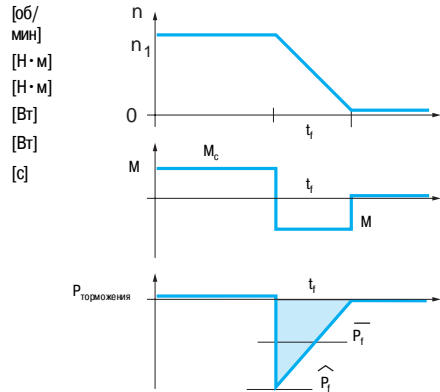 [об/
мин]
[Н•м]
[Н•м]
[Вт]
[Вт]
[с]
n
n1
0
tf
M
Mc
tf
M
Pторможения
tf
Pf
Pf